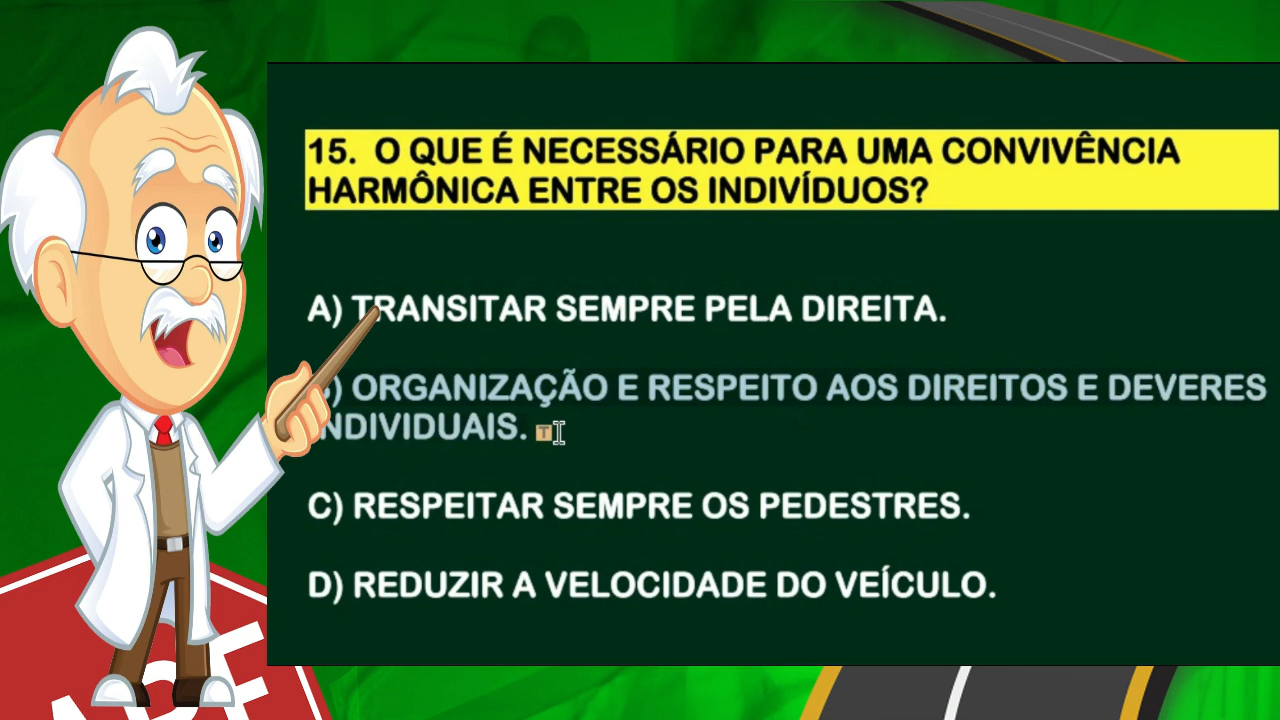 15. O QUE É NECESSÁRIO PARA UMA CONVIVÊNCIA
HARMÔNICA ENTRE OS INDIVÍDUOS?
A) TRANSITAR SEMPRE PELA DIREITA.
B) ORGANIZAÇÃO E RESPEITO AOS DIREITOS E DEVERES
INDIVIDUAIS.
C) RESPEITAR SEMPRE OS PEDESTRES.
D) REDUZIR A VELOCIDADE DO VEÍCULO.